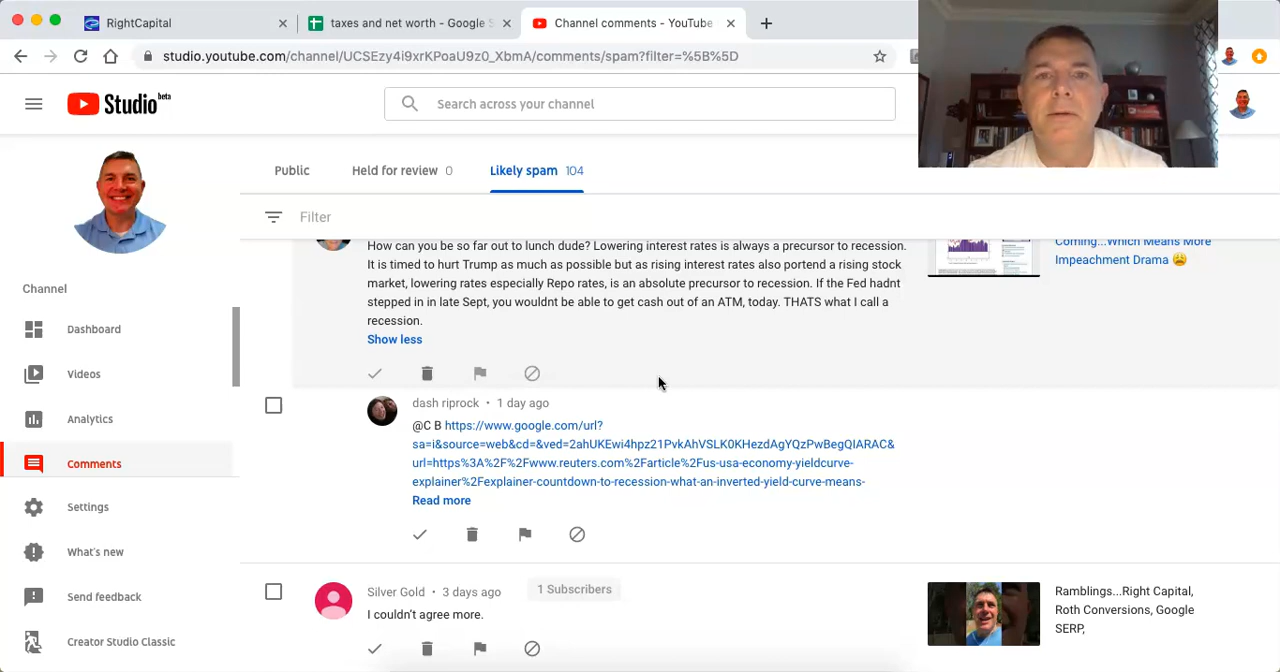 RightCapital
taxes and net worth - Google S
Channel comments - YouTube
studio.youtube.com/channel/UCSEzy4i9xrKPoaU9z0_XbmA/comments/spam?filter=%5B%5D
Studio beta
Search across your channel
Public
Held for review 0
Likely spam 104
Filter
Channel
Dashboard
Videos
Analytics
Comments
Settings
What's new
Send feedback
Creator Studio Classic
How can you be so far out to lunch dude? Lowering interest rates is always a precursor to recession.
It is timed to hurt Trump as much as possible but as rising interest rates also portend a rising stock
market, lowering rates especially Repo rates, is an absolute precursor to recession. If the Fed hadnt
stepped in in late Sept, you wouldnt be able to get cash out of an ATM, today. THATS what I call a
recession.
Show less
Coming...Which Means More
Impeachment Drama 😩
dash riprock • 1 day ago
@C B https://www.google.com/url?
sa=i&source=web&cd=&ved=2ahUKEwi4hpz21PvkAhVSLK0KHezdAgYQzPwBegQIARAC&
url=https%3A%2F%2Fwww.reuters.com%2Farticle%2Fus-usa-economy-yieldcurve-
explainer%2Fexplainer-countdown-to-recession-what-an-inverted-yield-curve-means-
Read more
Silver Gold • 3 days ago
1 Subscribers
I couldn't agree more.
Ramblings...Right Capital,
Roth Conversions, Google
SERP,